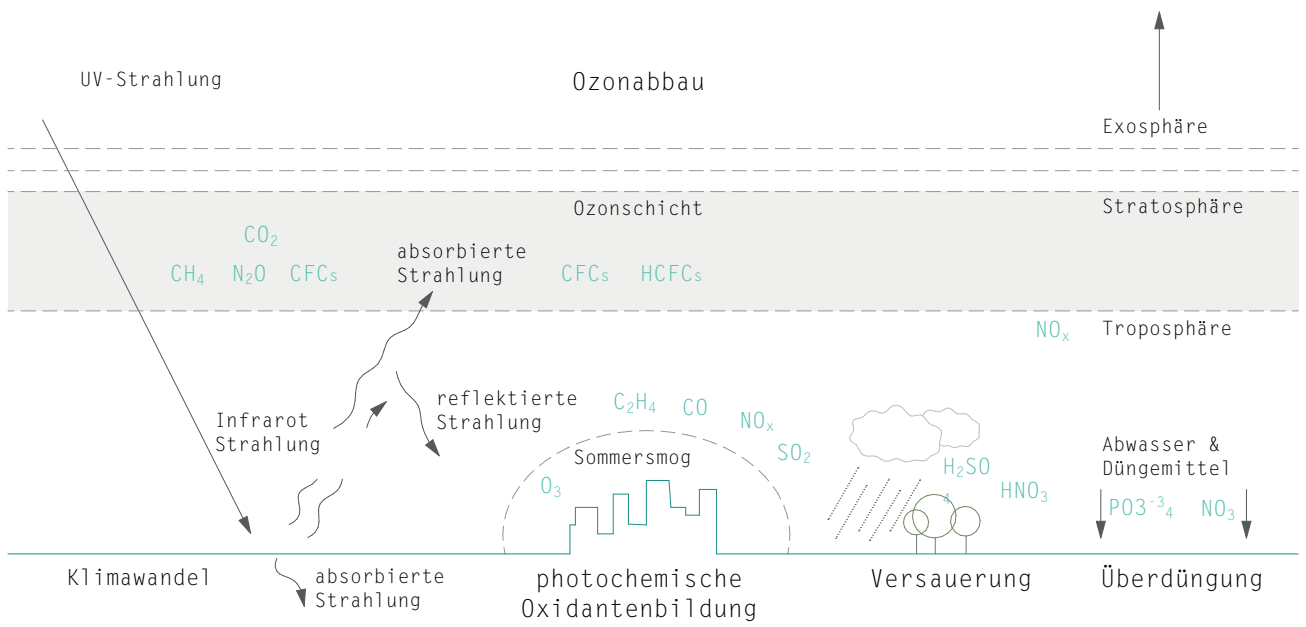 UV-Strahlung
Ozonabbau
Exosphäre
Ozonschicht
Stratosphäre
CO₂
CH₄ N₂O CFCs
absorbierte
Strahlung
CFCs HCFCs
NOₓ
Troposphäre
Infrarot
Strahlung
reflektierte
Strahlung
C₂H₄ CO NOₓ
SO₂
Sommersmog
O₃
H₂SO
₄
HNO₃
Abwasser &
Düngemittel
PO3⁻³₄ NO₃
Klimawandel
absorbierte
Strahlung
photochemische
Oxidantenbildung
Versauerung
Überdüngung